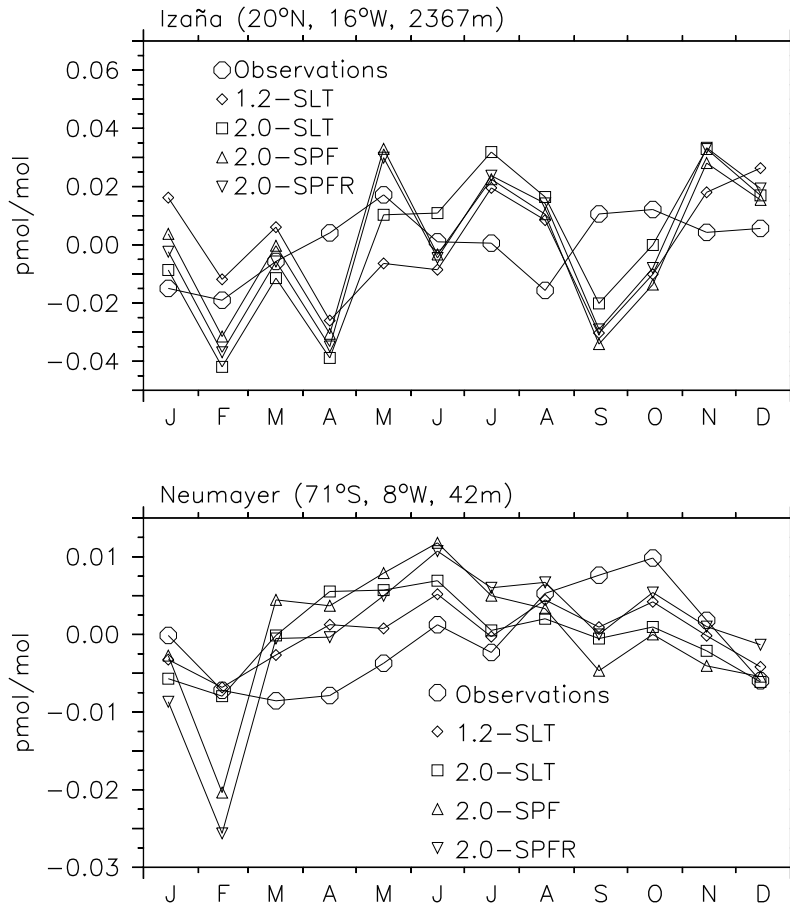 Izaña (20°N, 16°W, 2367m)
0.06
0.04
0.02
0.00
−0.02
−0.04
pmol/mol
Observations
1.2−SLT
2.0−SLT
2.0−SPF
2.0−SPFR
J F M A M J J A S O N D
Neumayer (71°S, 8°W, 42m)
0.01
0.00
−0.01
−0.02
−0.03
pmol/mol
Observations
1.2−SLT
2.0−SLT
2.0−SPF
2.0−SPFR
J F M A M J J A S O N D